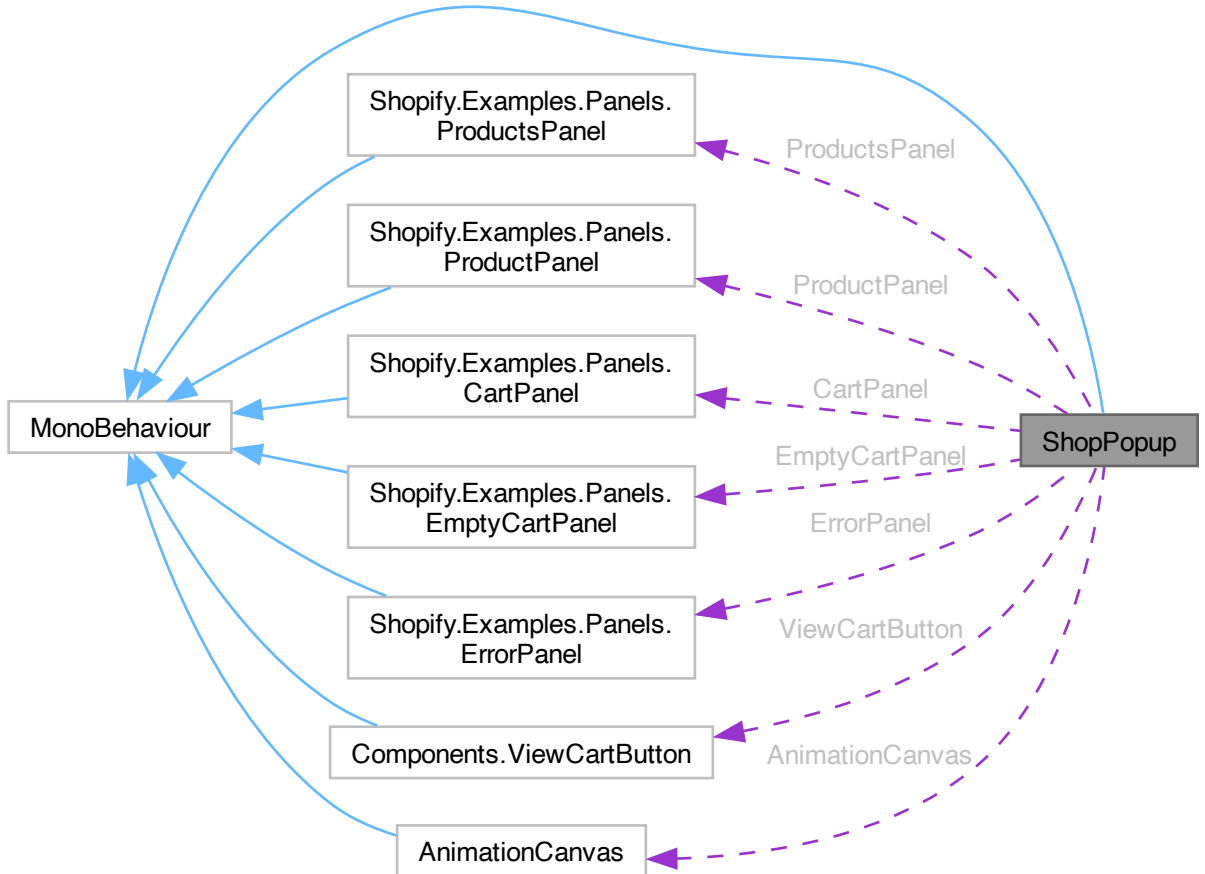 Shopify.Examples.Panels.
ProductsPanel
ProductsPanel
Shopify.Examples.Panels.
ProductPanel
ProductPanel
Shopify.Examples.Panels.
CartPanel
CartPanel
MonoBehaviour
ShopPopup
EmptyCartPanel
Shopify.Examples.Panels.
EmptyCartPanel
ErrorPanel
Shopify.Examples.Panels.
ErrorPanel
ViewCartButton
Components.ViewCartButton
AnimationCanvas
AnimationCanvas